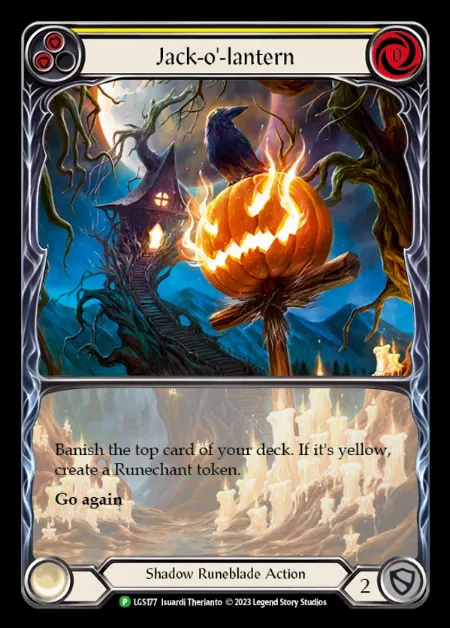 Jack-o'-lantern
0
Banish the top card of your deck. If it's yellow,
create a Runechant token.
Go again
Shadow Runeblade Action
2
P LGS177 Isuardi Therianto © 2023 Legend Story Studios